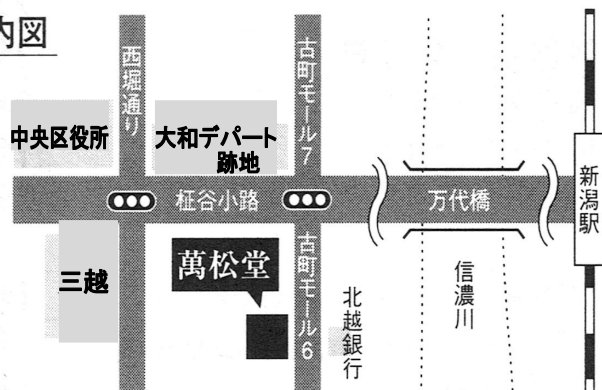 内図
西堀通り
古町モール7
中央区役所
大和デパート
跡地
柾谷小路
万代橋
新潟駅
萬松堂
三越
古町モール6
北越銀行
信濃川